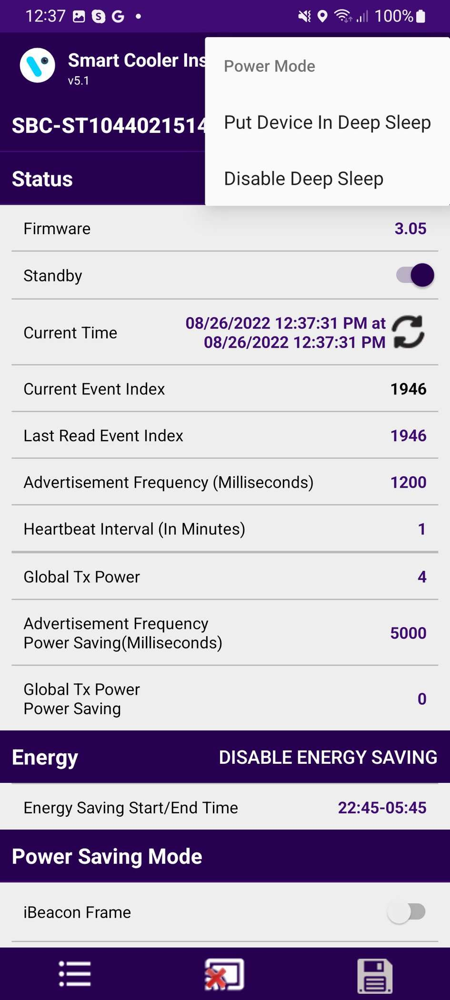 12:37
100%
Smart Cooler Ins
v5.1
Power Mode
Put Device In Deep Sleep
Disable Deep Sleep
SBC-ST1044021514
Status
Firmware 3.05
Standby
Current Time 08/26/2022 12:37:31 PM at
08/26/2022 12:37:31 PM
Current Event Index 1946
Last Read Event Index 1946
Advertisement Frequency (Milliseconds) 1200
Heartbeat Interval (In Minutes) 1
Global Tx Power 4
Advertisement Frequency
Power Saving(Milliseconds) 5000
Global Tx Power
Power Saving 0
Energy DISABLE ENERGY SAVING
Energy Saving Start/End Time 22:45-05:45
Power Saving Mode
iBeacon Frame